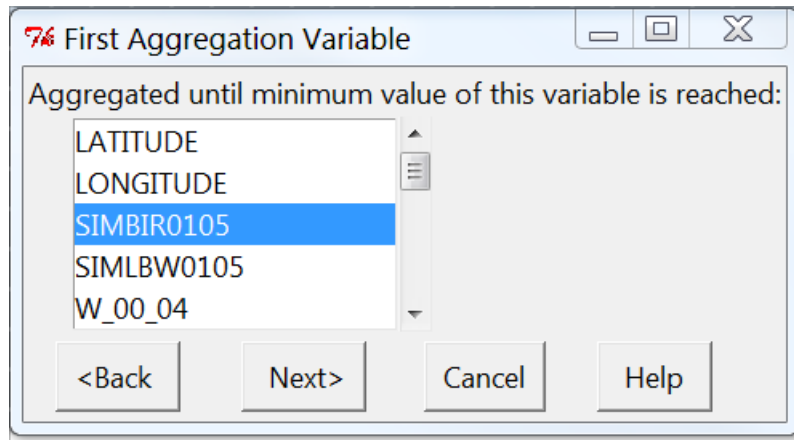 First Aggregation Variable
Aggregated until minimum value of this variable is reached:
LATITUDE
LONGITUDE
SIMBIR0105
SIMLBW0105
W_00_04
<Back Next> Cancel Help